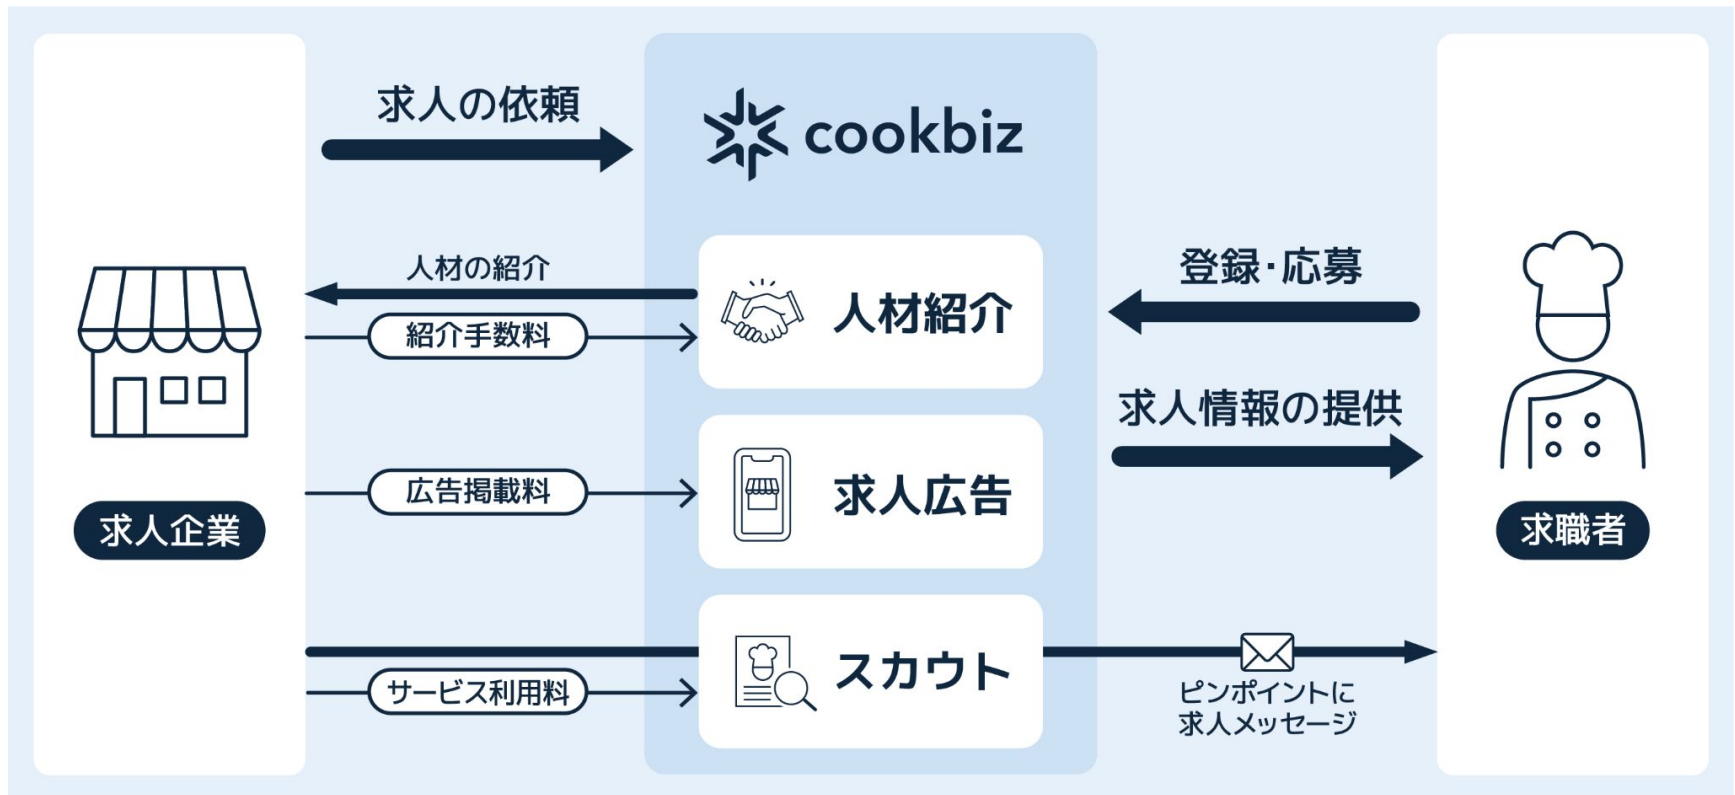 求人の依頼
cookbiz
人材の紹介
紹介手数料
人材紹介
登録･応募
求人情報の提供
広告掲載料
求人広告
求人企業
求職者
サービス利用料
スカウト
ピンポイントに
求人メッセージ